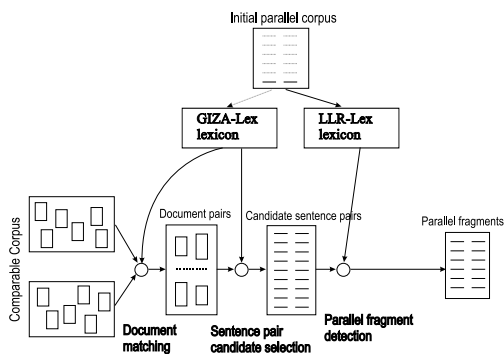 Initial parallel corpus
GIZA-Lex
lexicon
LLR-Lex
lexicon
Comparable Corpus
Document pairs
Candidate sentence pairs
Parallel fragments
Document
matching
Sentence pair
candidate selection
Parallel fragment
detection